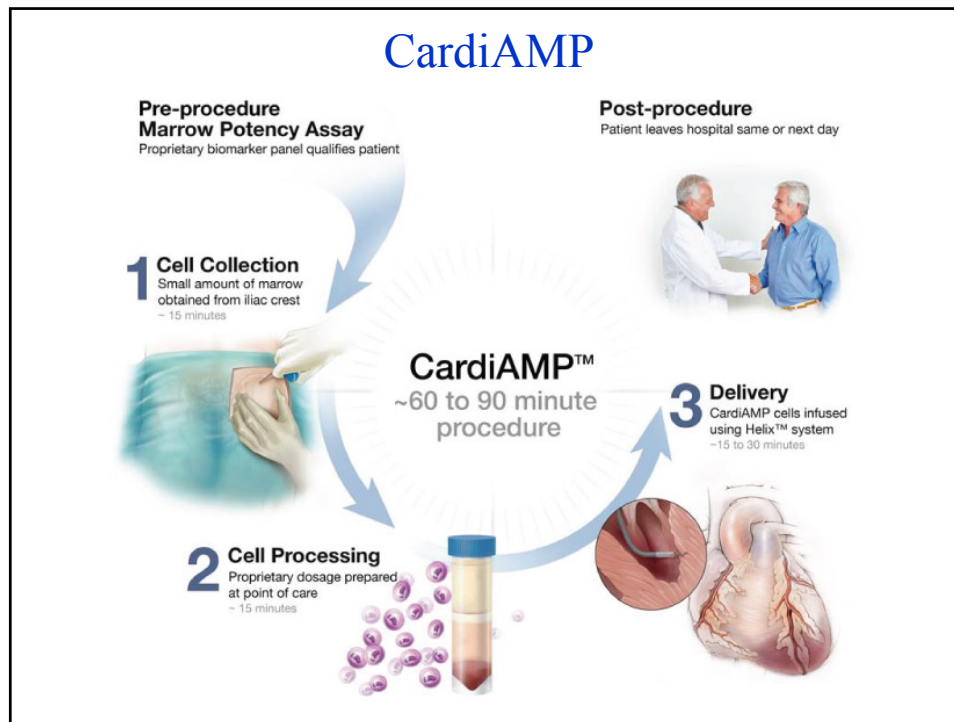 CardiAMP
Pre-procedure
Marrow Potency Assay
Proprietary biomarker panel qualifies patient
Post-procedure
Patient leaves hospital same or next day
1 Cell Collection
Small amount of marrow
obtained from iliac crest
~ 15 minutes
CardiAMP™
~60 to 90 minute
procedure
3 Delivery
CardiAMP cells infused
using Helix™ system
~15 to 30 minutes
2 Cell Processing
Proprietary dosage prepared
at point of care
~ 15 minutes